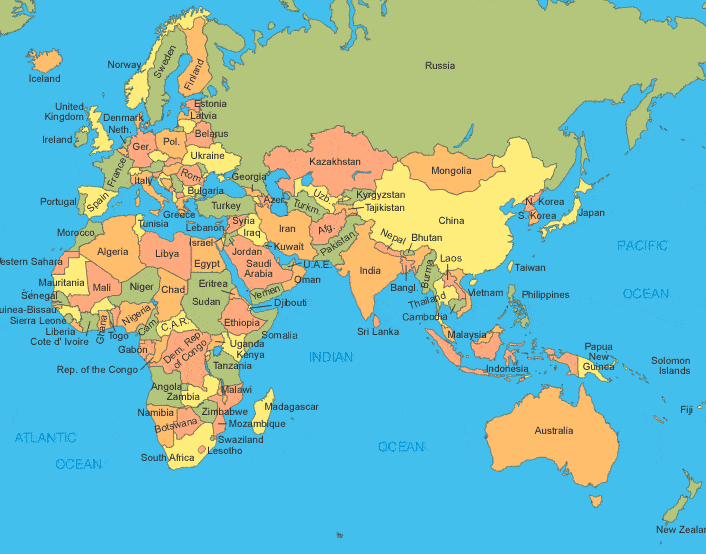 Russia
Iceland
Norway
Sweden
Finland
United
Kingdom
Ireland
Denmark
Neth.
Estonia
Latvia
Belarus
Ger.
Pol.
Ukraine
France
Rom.
Italy
Bulgaria
Portugal
Spain
Greece
Georgia
Azer.
Turkey
Kazakhstan
Uzb.
Turkm.
Kyrgyzstan
Tajikistan
Mongolia
China
N. Korea
S. Korea
Japan
Morocco
Tunisia
Lebanon
Israel
Syria
Iraq
Iran
Afg.
Pakistan
Nepal
Bhutan
India
Bangl.
Burma
Laos
Taiwan
PACIFIC
OCEAN
estern Sahara
Algeria
Libya
Egypt
Jordan
Kuwait
Saudi
Arabia
U.A.E.
Oman
Yemen
Mauritania
Mali
Niger
Chad
Sudan
Eritrea
Djibouti
Sénégal
uinea-Bissau
Sierra Leone
Liberia
Cote d' Ivoire
Ghana
Togo
Nigeria
Cam.
C.A.R.
Ethiopia
Somalia
Gabon
Rep. of the Congo
Dem. Rep
of Congo
Uganda
Kenya
Tanzania
Sri Lanka
Thailand
Cambodia
Vietnam
Philippines
Malaysia
Indonesia
Papua
New
Guinea
Solomon
Islands
INDIAN
OCEAN
Angola
Zambia
Malawi
Namibia
Zimbabwe
Botswana
Mozambique
Madagascar
Swaziland
Lesotho
South Africa
Australia
Fiji
New Zealan
ATLANTIC
OCEAN